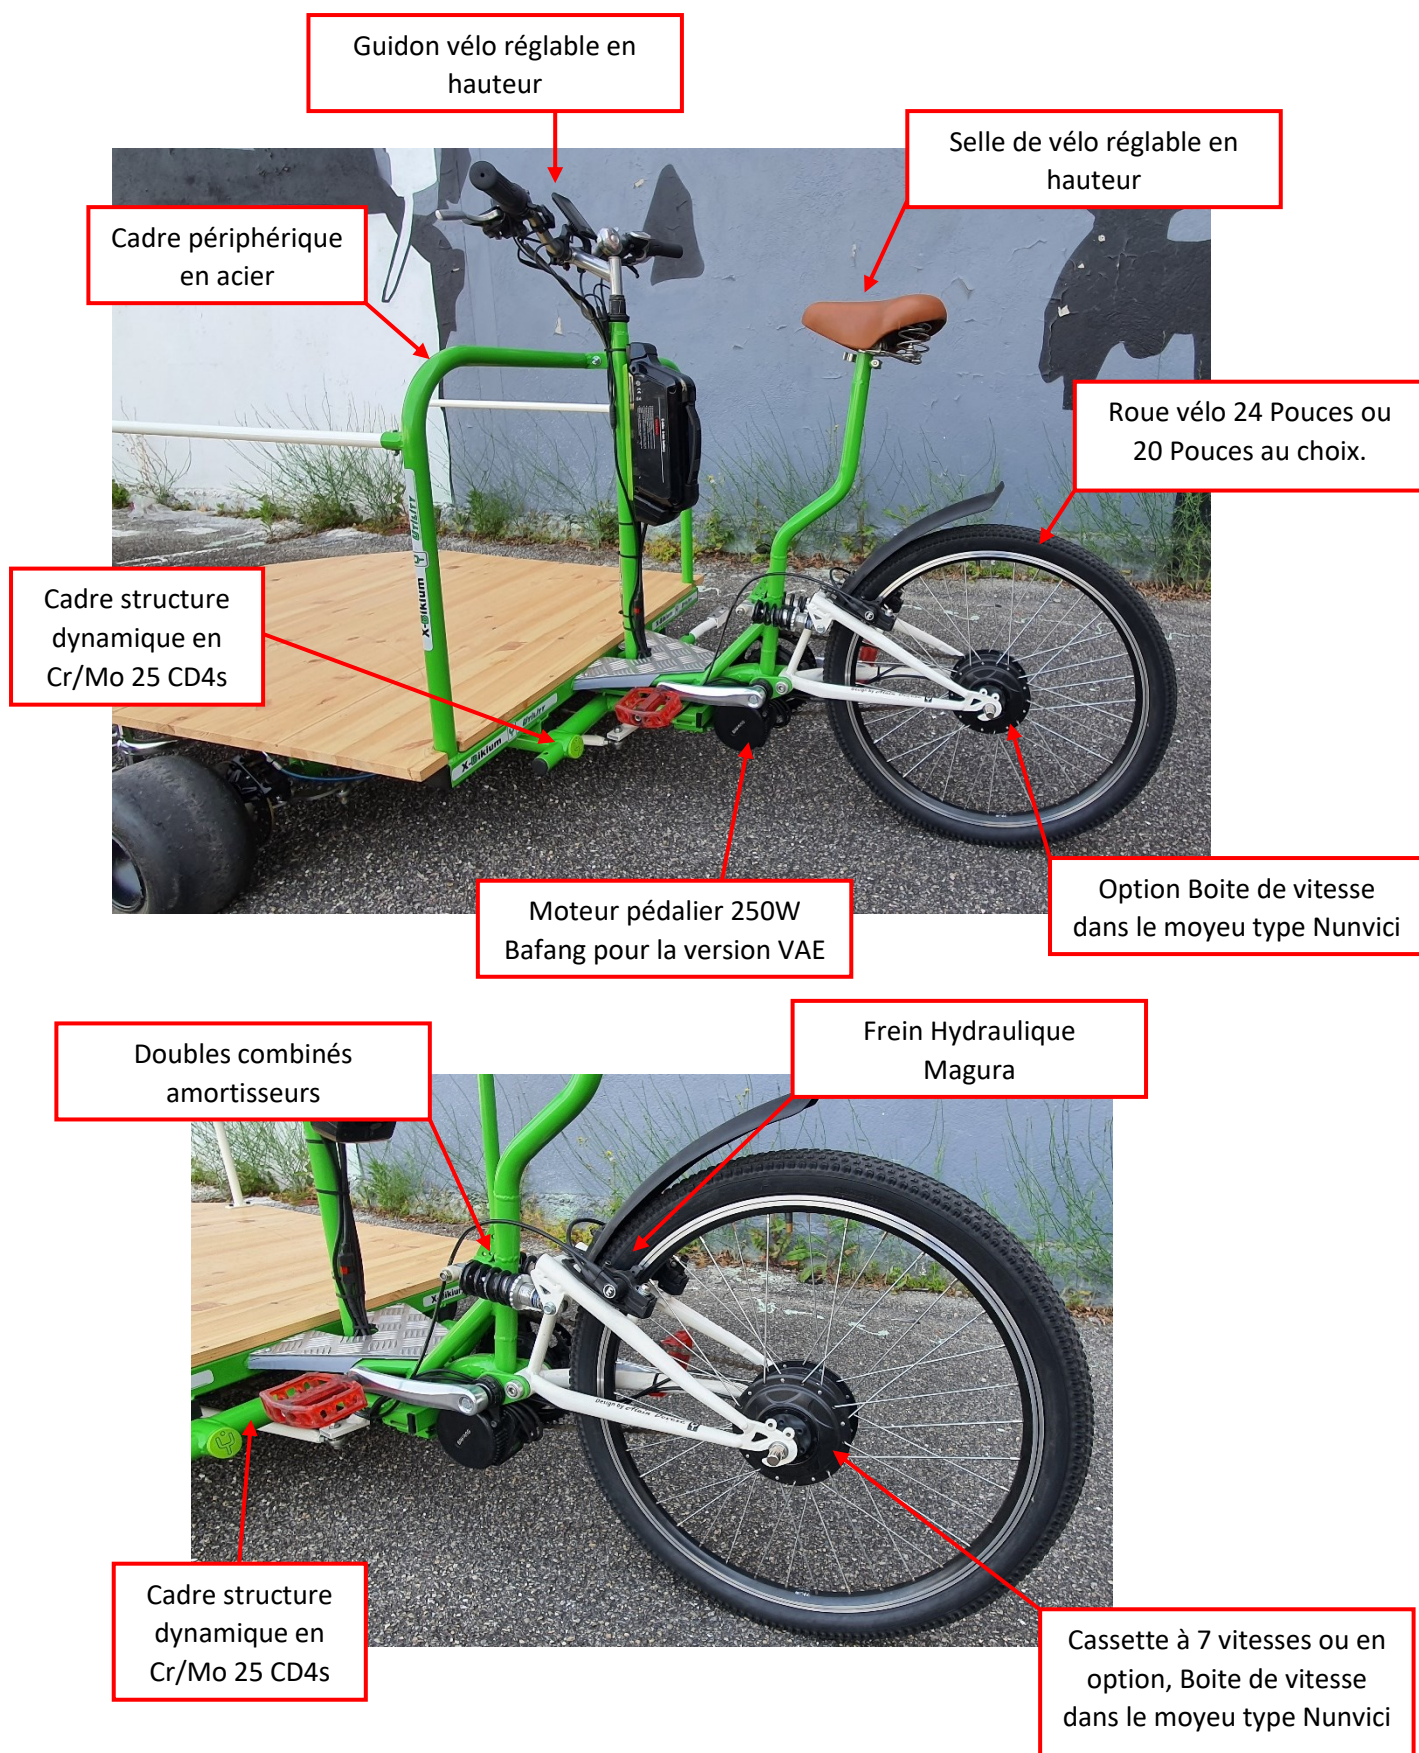 Guidon vélo réglable en
hauteur
Selle de vélo réglable en
hauteur
Cadre périphérique
en acier
Roue vélo 24 Pouces ou
20 Pouces au choix.
Cadre structure
dynamique en
Cr/Mo 25 CD4s
Option Boite de vitesse
dans le moyeu type Nunvici
Moteur pédalier 250W
Bafang pour la version VAE
Doubles combinés
amortisseurs
Frein Hydraulique
Magura
Design by
Cadre structure
dynamique en
Cr/Mo 25 CD4s
Cassette à 7 vitesses ou en
option, Boite de vitesse
dans le moyeu type Nunvici